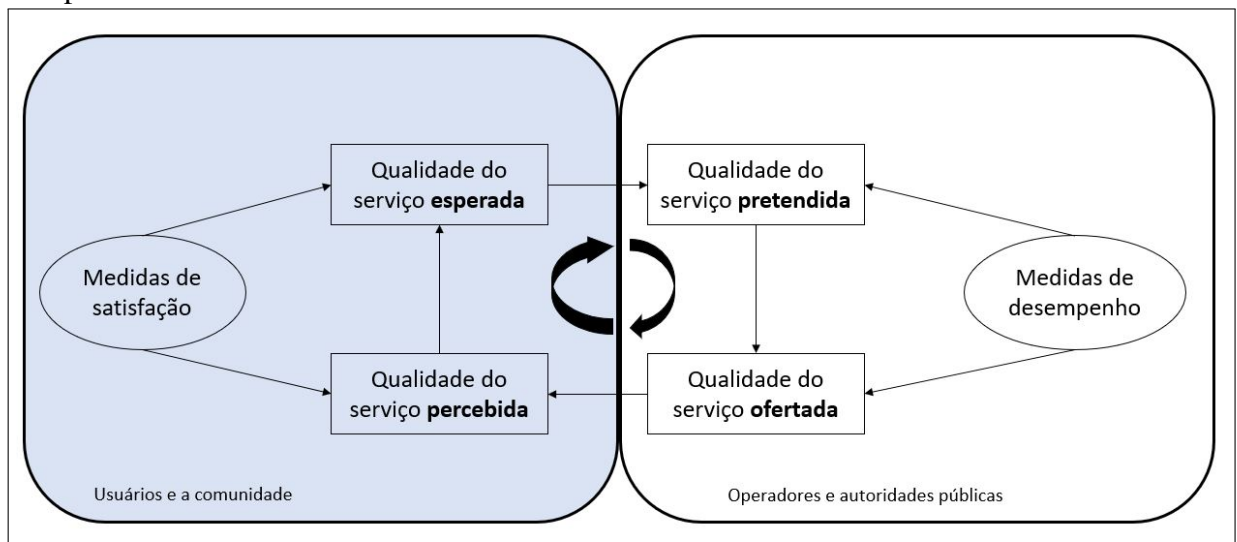 Qualidade do
serviço esperada
Qualidade do
serviço pretendida
Medidas de
satisfação
Medidas de
desempenho
Qualidade do
serviço percebida
Qualidade do
serviço ofertada
Usuários e a comunidade
Operadores e autoridades públicas